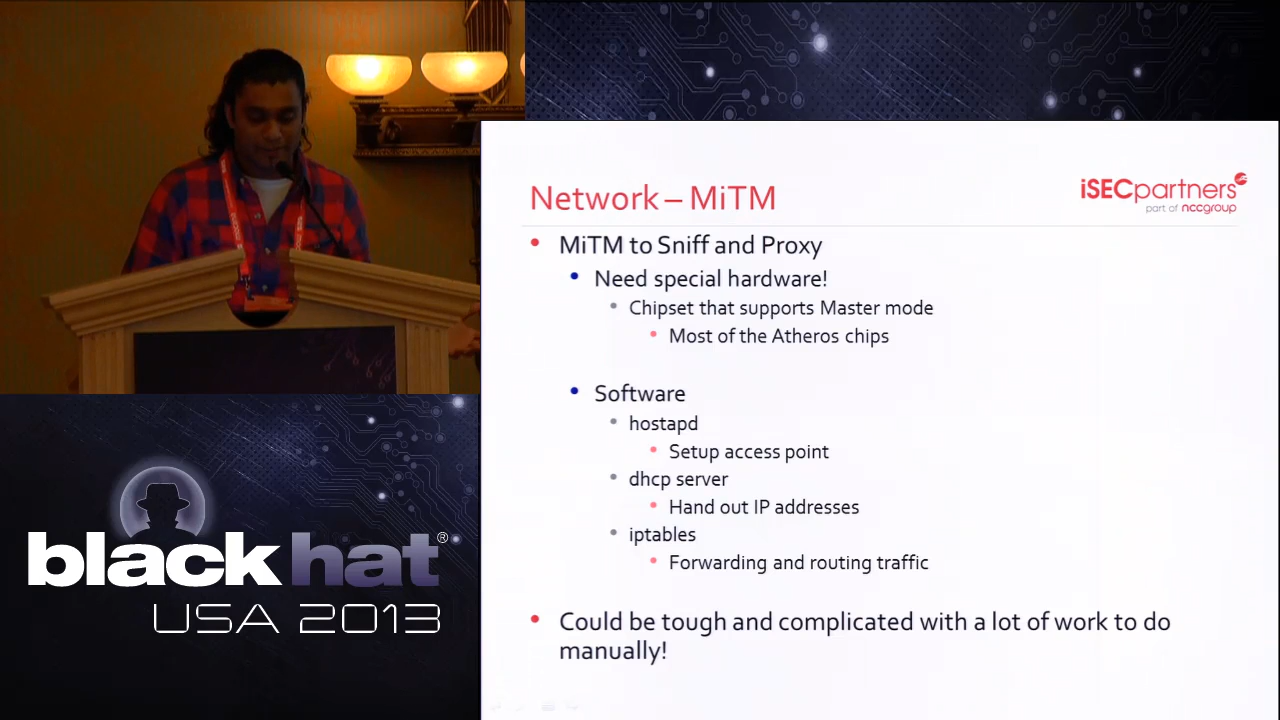 Network – MiTM
iSECpartners
part of nccgroup
• MiTM to Sniff and Proxy
• Need special hardware!
• Chipset that supports Master mode
• Most of the Atheros chips
• Software
• hostapd
• Setup access point
• dhcp server
• Hand out IP addresses
• iptables
• Forwarding and routing traffic
• Could be tough and complicated with a lot of work to do
manually!
blackhat®
USA 2013